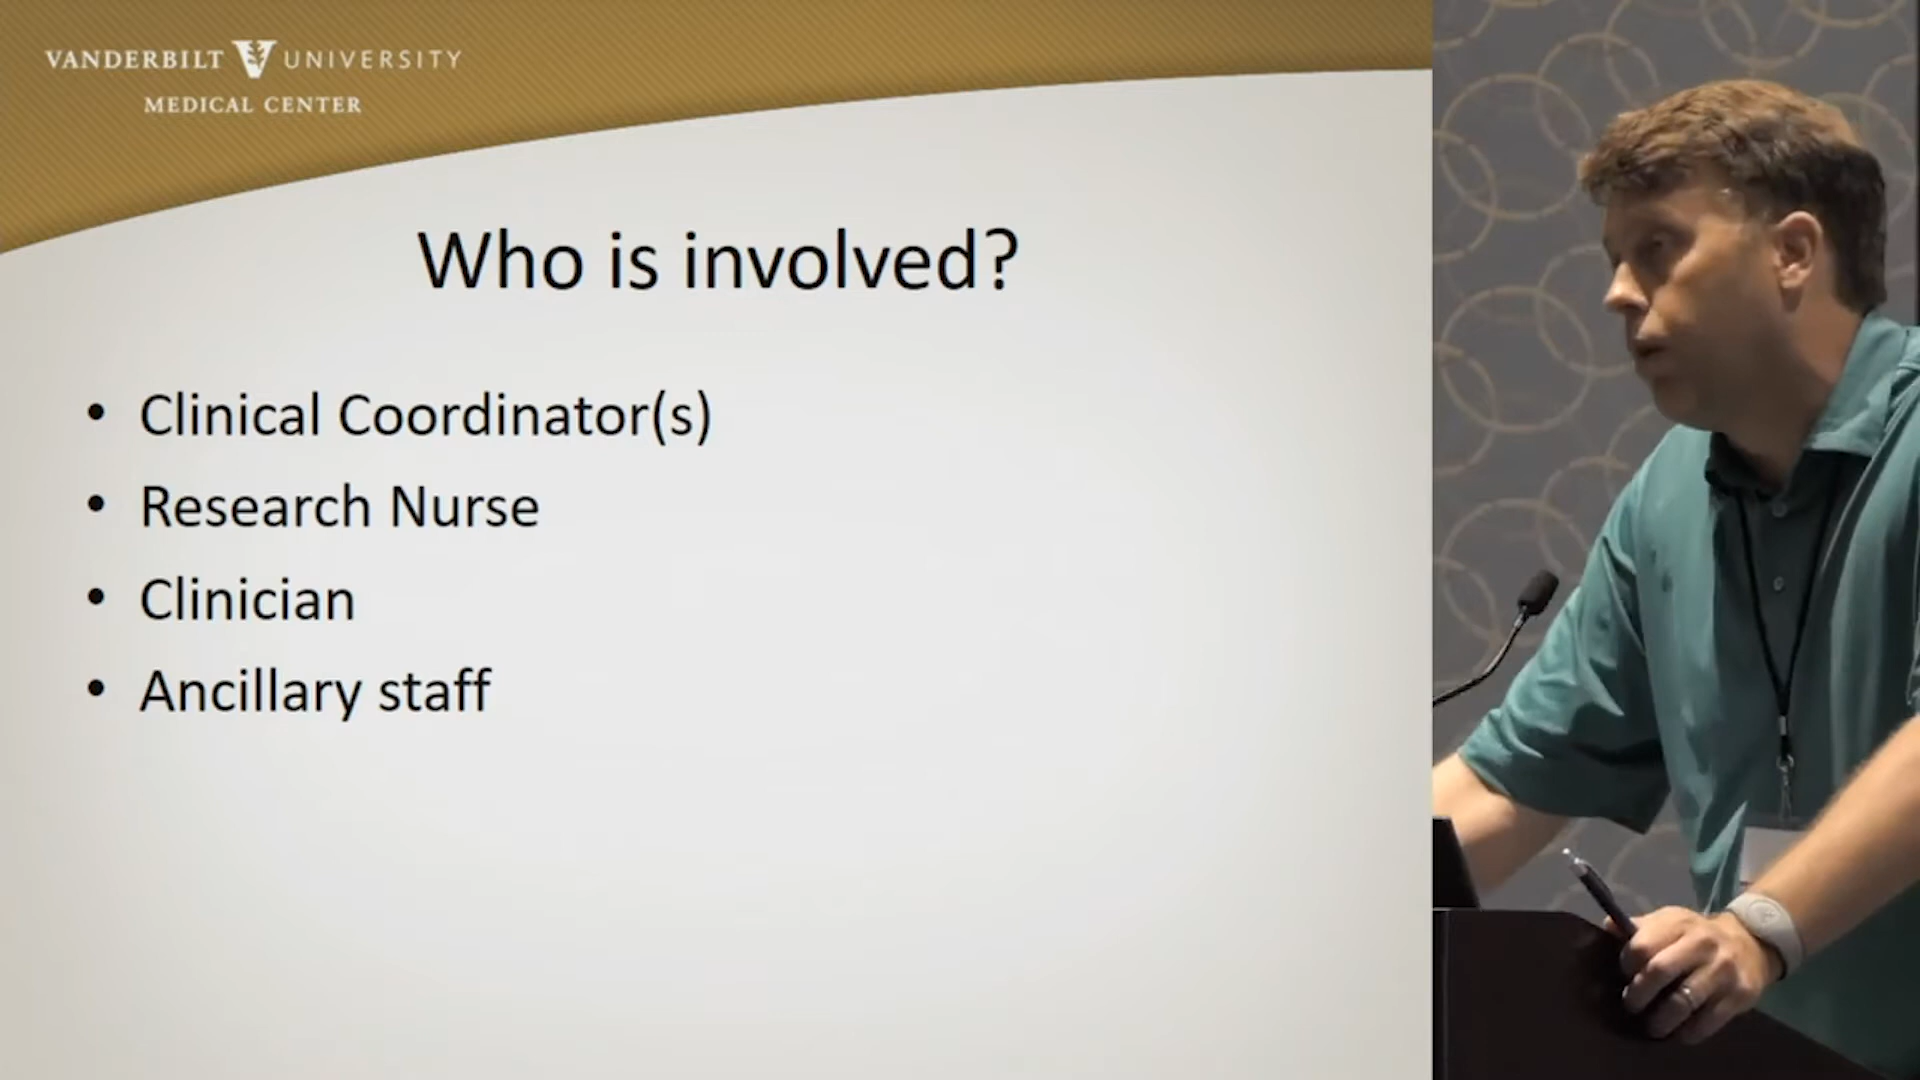 VANDERBILT UNIVERSITY
MEDICAL CENTER
Who is involved?
• Clinical Coordinator(s)
• Research Nurse
• Clinician
• Ancillary staff